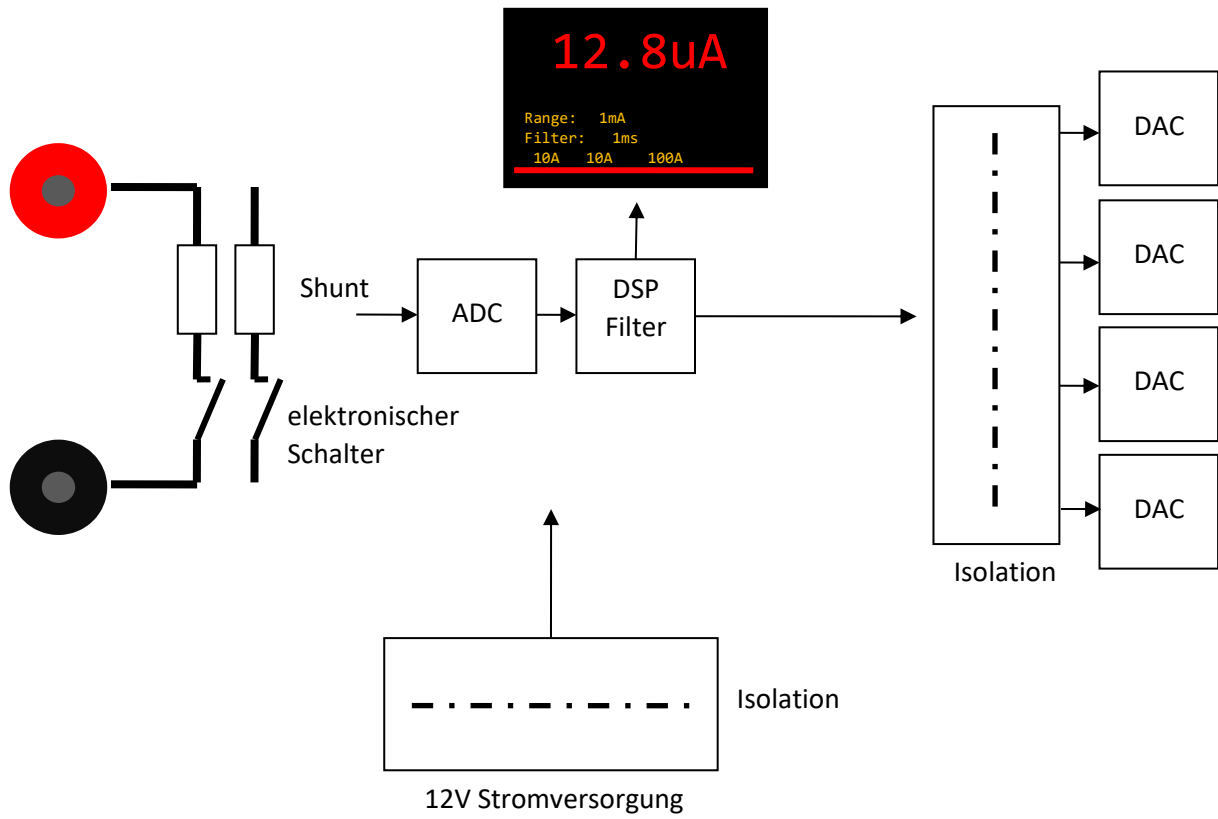 12.8uA
Range: 1mA
Filter: 1ms
10A 10A 100A
Shunt
ADC
DSP
Filter
elektronischer
Schalter
DAC
DAC
DAC
DAC
Isolation
Isolation
12V Stromversorgung